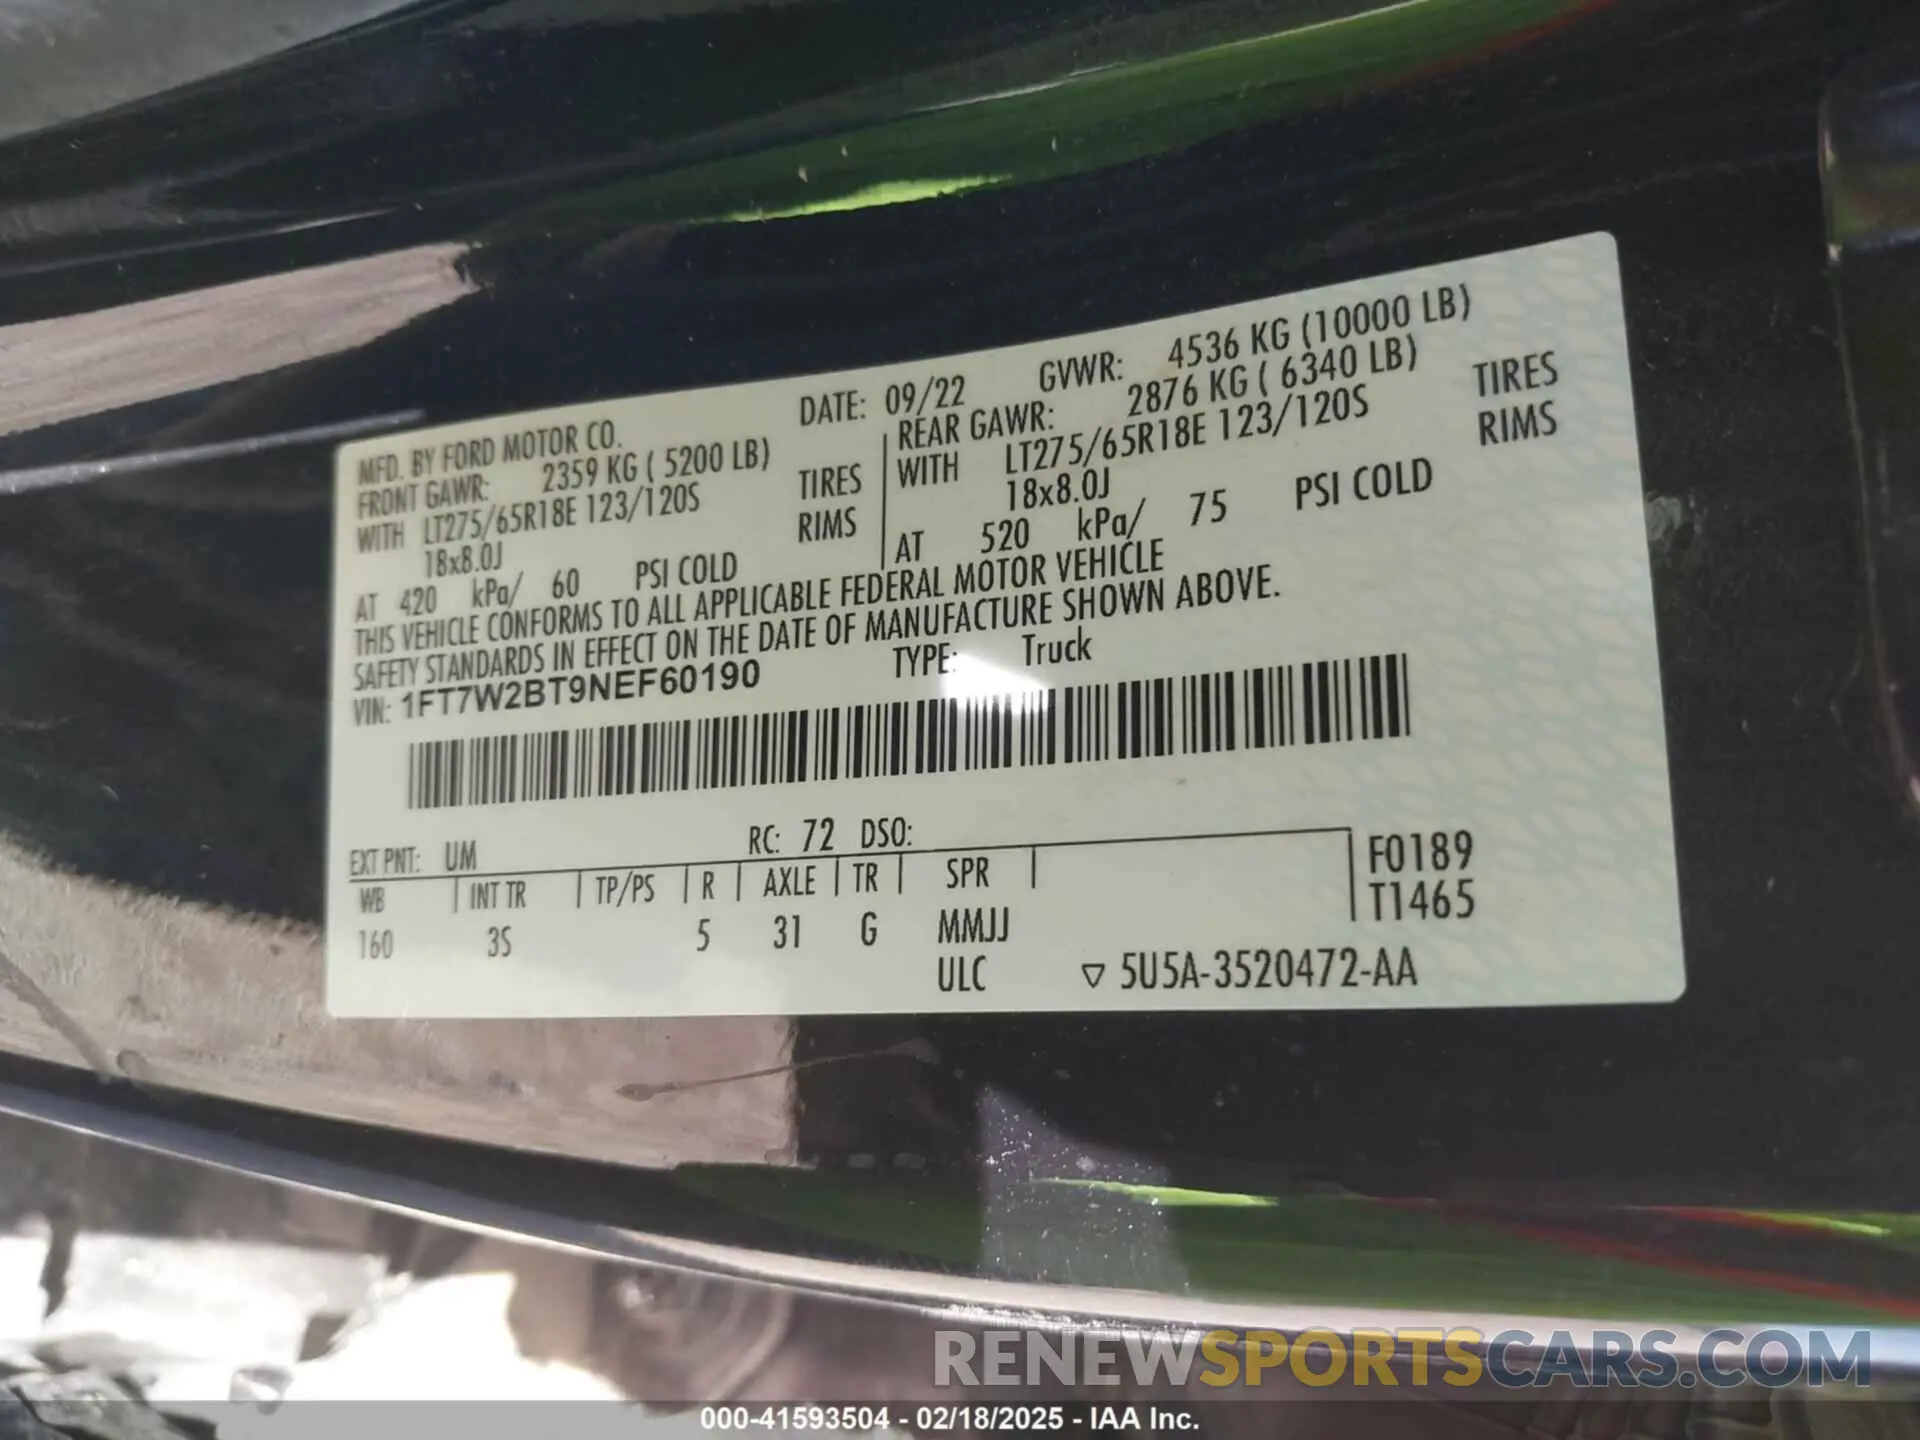 MFD. BY FORD MOTOR CO.
DATE: 09/22
GVWR: 4536 KG (10000 LB)
FRONT GAWR: 2359 KG ( 5200 LB)
REAR GAWR: 2876 KG ( 6340 LB)
WITH LT275/65R18E 123/120S TIRES
18x8.0J RIMS
AT 420 kPa/ 60 PSI COLD
WITH LT275/65R18E 123/120S TIRES
18x8.0J RIMS
AT 520 kPa/ 75 PSI COLD
THIS VEHICLE CONFORMS TO ALL APPLICABLE FEDERAL MOTOR VEHICLE
SAFETY STANDARDS IN EFFECT ON THE DATE OF MANUFACTURE SHOWN ABOVE.
VIN: 1FT7W2BT9NEF60190
TYPE: Truck
EXT PNT: UM RC: 72 DSO:
WB INT TR TP/PS R AXLE TR SPR
160 3S 5 31 G MMJJ
ULC
F0189
T1465
▽ 5U5A-3520472-AA
RENEWSPORTSCARS.COM
000-41593504 - 02/18/2025 - IAA Inc.